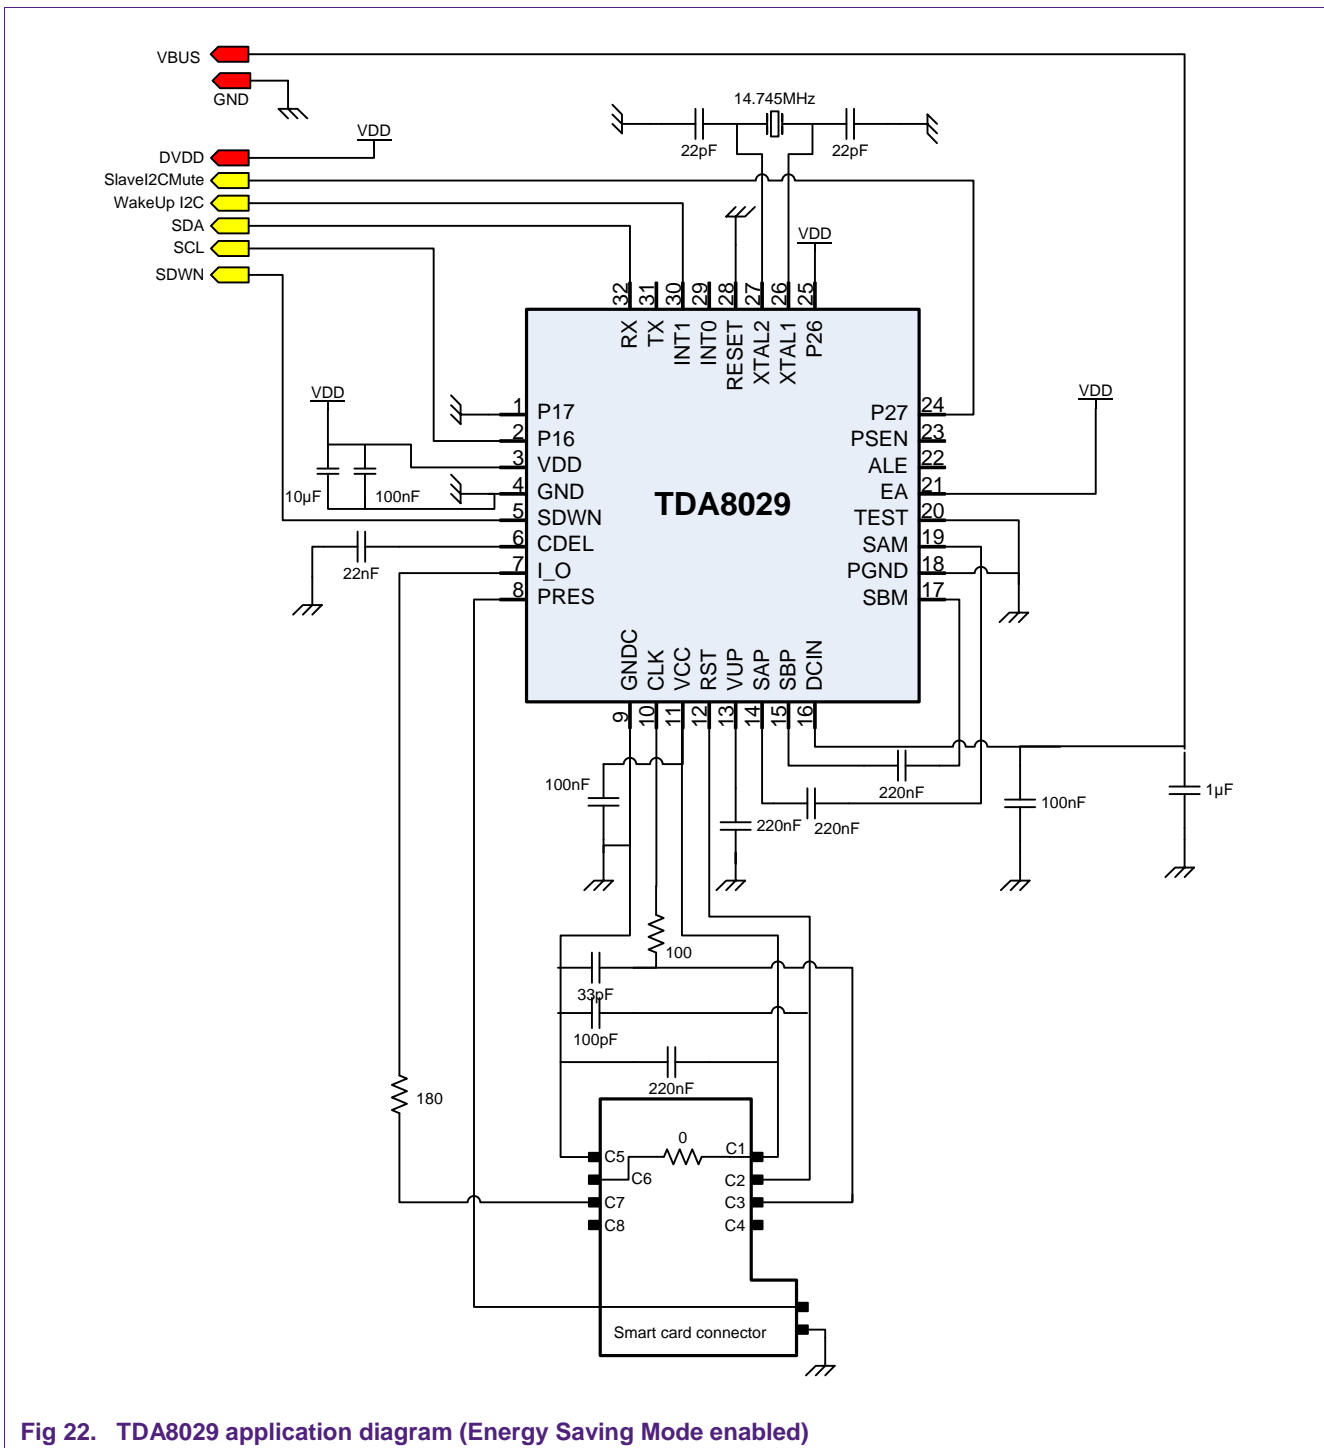 VBUS
GND
14.745MHz
22pF
22pF
VDD
DVDD
SlaveI2CMute
WakeUp I2C
SDA
SCL
SDWN
VDD
32
31
30
29
28
27
26
25
RX
TX
INT1
INT0
RESET
XTAL2
XTAL1
P26
VDD
VDD
1 P17
2 P16
3 VDD
4 GND
5 SDWN
6 CDEL
7 I_O
8 PRES
10µF
100nF
22nF
TDA8029
P27 24
PSEN 23
ALE 22
EA 21
TEST 20
SAM 19
PGND 18
SBM 17
GNDC
CLK
VCC
RST
VUP
SAP
SBP
DCIN
9
10
11
12
13
14
15
16
100nF
220nF
220nF
220nF
100nF
1µF
100
33pF
100pF
220nF
180
0
C5
C6
C7
C8
C1
C2
C3
C4
Smart card connector
Fig 22. TDA8029 application diagram (Energy Saving Mode enabled)